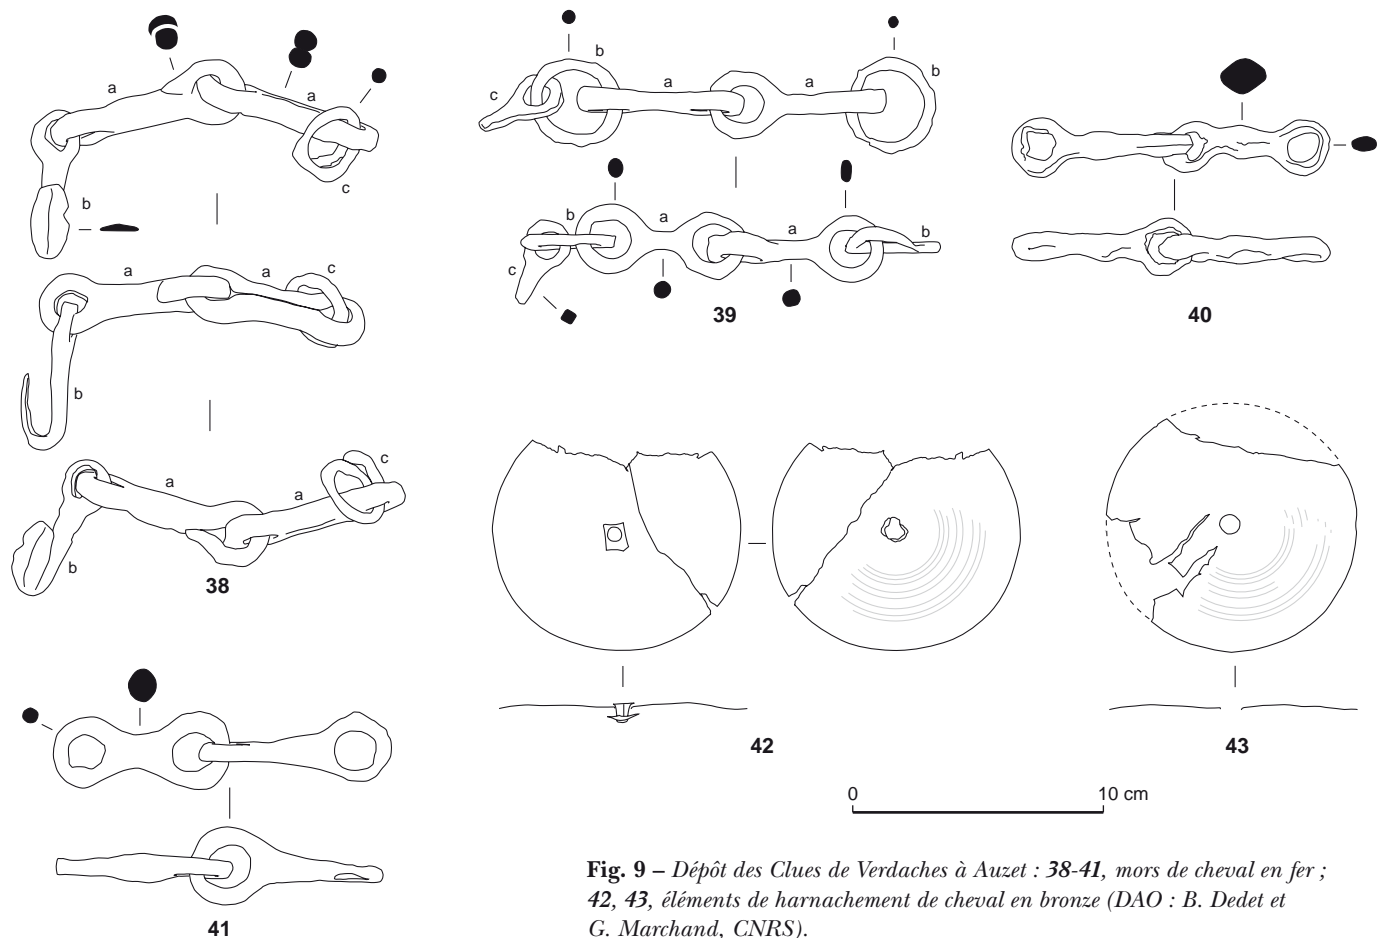 a
a
b
c
a
a
c
b
a
a
c
b
38
b
a
a
b
c
b
a
a
b
c
39
40
42
43
41
0 10 cm
Fig. 9 – Dépôt des Clues de Verdaches à Auzet : 38-41, mors de cheval en fer ;
42, 43, éléments de harnachement de cheval en bronze (DAO : B. Dedet et
G. Marchand, CNRS).